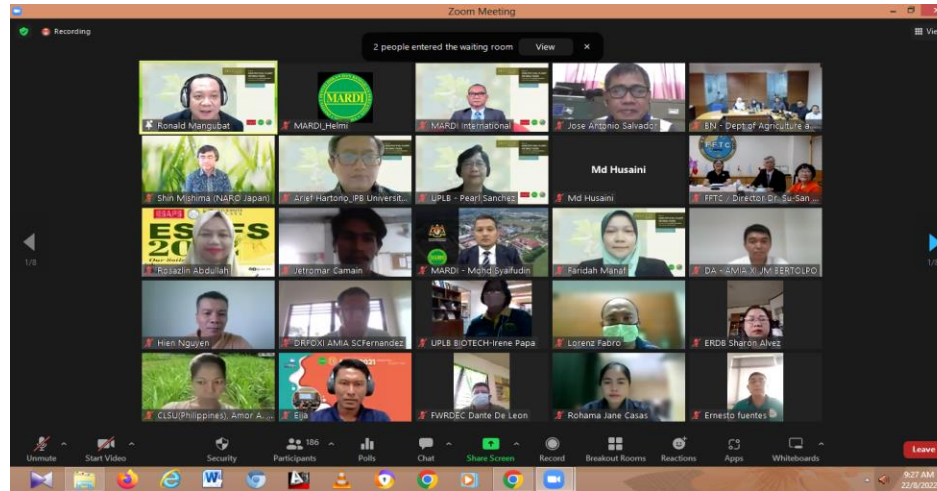 Zoom Meeting
Recording
View
2 people entered the waiting room View ×
Ronald Mangubat
MARDI
MARDI_Helmi
MARDI International
Jose Antonio Salvador
BN - Dept of Agriculture a...
Shin Mishima (NARO Japan)
Arief Hartono_IPB Universit...
UPLB - Pearl Sanchez
Md Husaini
Md Husaini
FFTC
FFTC / Director Dr. Su-San ...
ESAFS
Rosazlin Abdullah
Jetromar Camain
MARDI - Mohd Syaifudin
Faridah Manaf
DA - AMIA XI JM BERTOLPO
1/8
Hien Nguyen
DRFOXI AMIA SCFernandez
UPLB BIOTECH-Irene Papa
Lorenz Fabro
ERDB Sharon Alvez
CLSU(Philippines), Amor A. ...
2021
Eija
FWRDEC Dante De Leon
Rohama Jane Casas
Ernesto fuentes
Unmute
Start Video
Security
186
Participants
Polls
Chat
Share Screen
Record
Breakout Rooms
Reactions
Apps
Whiteboards
Leave
9:27 AM
22/8/2022